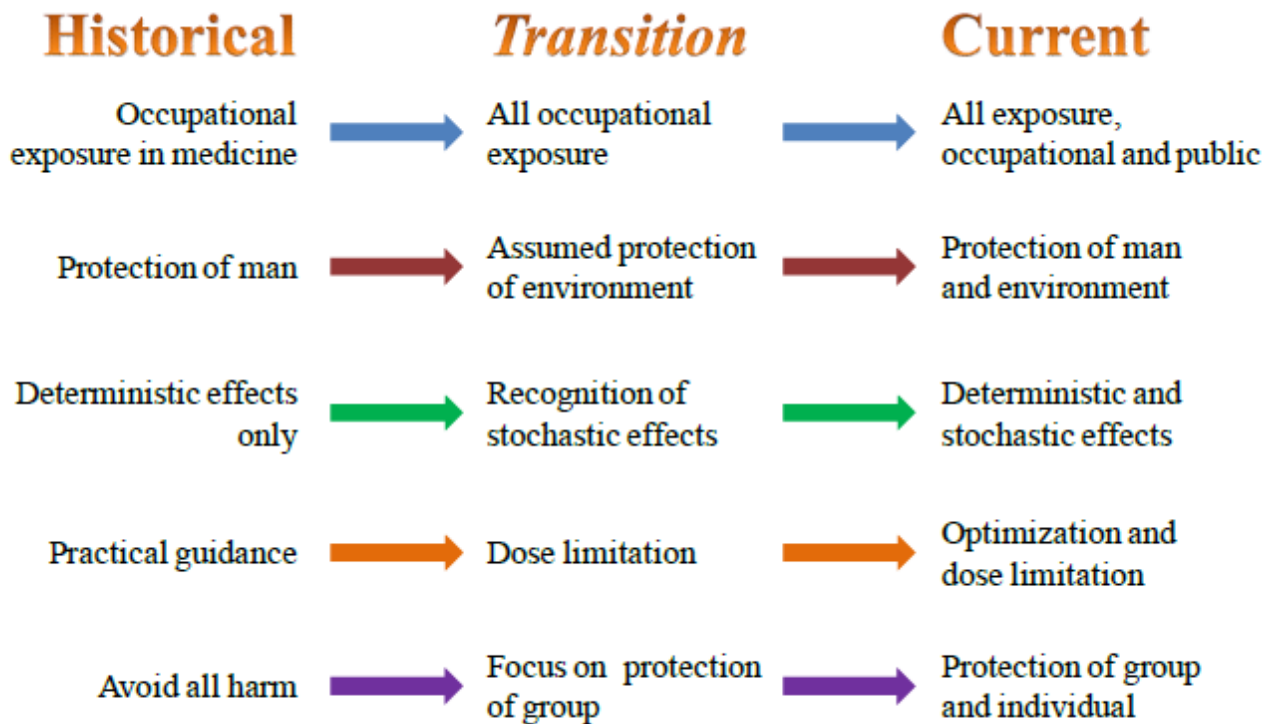 Historical
Transition
Current
Occupational
exposure in medicine
All occupational
exposure
All exposure,
occupational and public
Protection of man
Assumed protection
of environment
Protection of man
and environment
Deterministic effects
only
Recognition of
stochastic effects
Deterministic and
stochastic effects
Practical guidance
Dose limitation
Optimization and
dose limitation
Avoid all harm
Focus on protection
of group
Protection of group
and individual